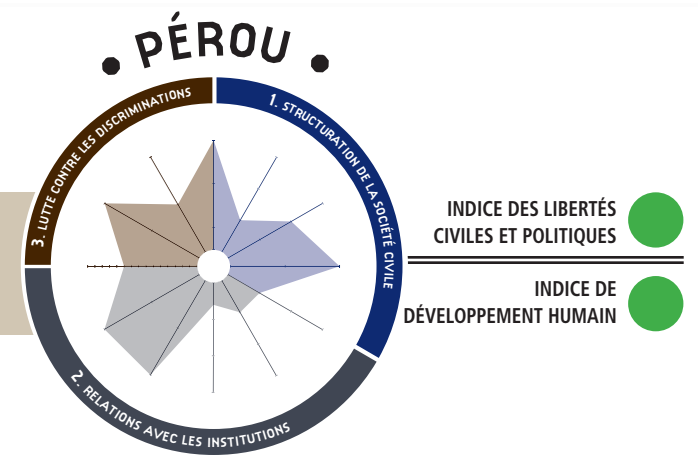 • PÉROU •
3. LUTTE CONTRE LES DISCRIMINATIONS
1. STRUCTURATION DE LA SOCIÉTÉ CIVILE
2. RELATIONS AVEC LES INSTITUTIONS
INDICE DES LIBERTÉS
CIVILES ET POLITIQUES
INDICE DE
DÉVELOPPEMENT HUMAIN